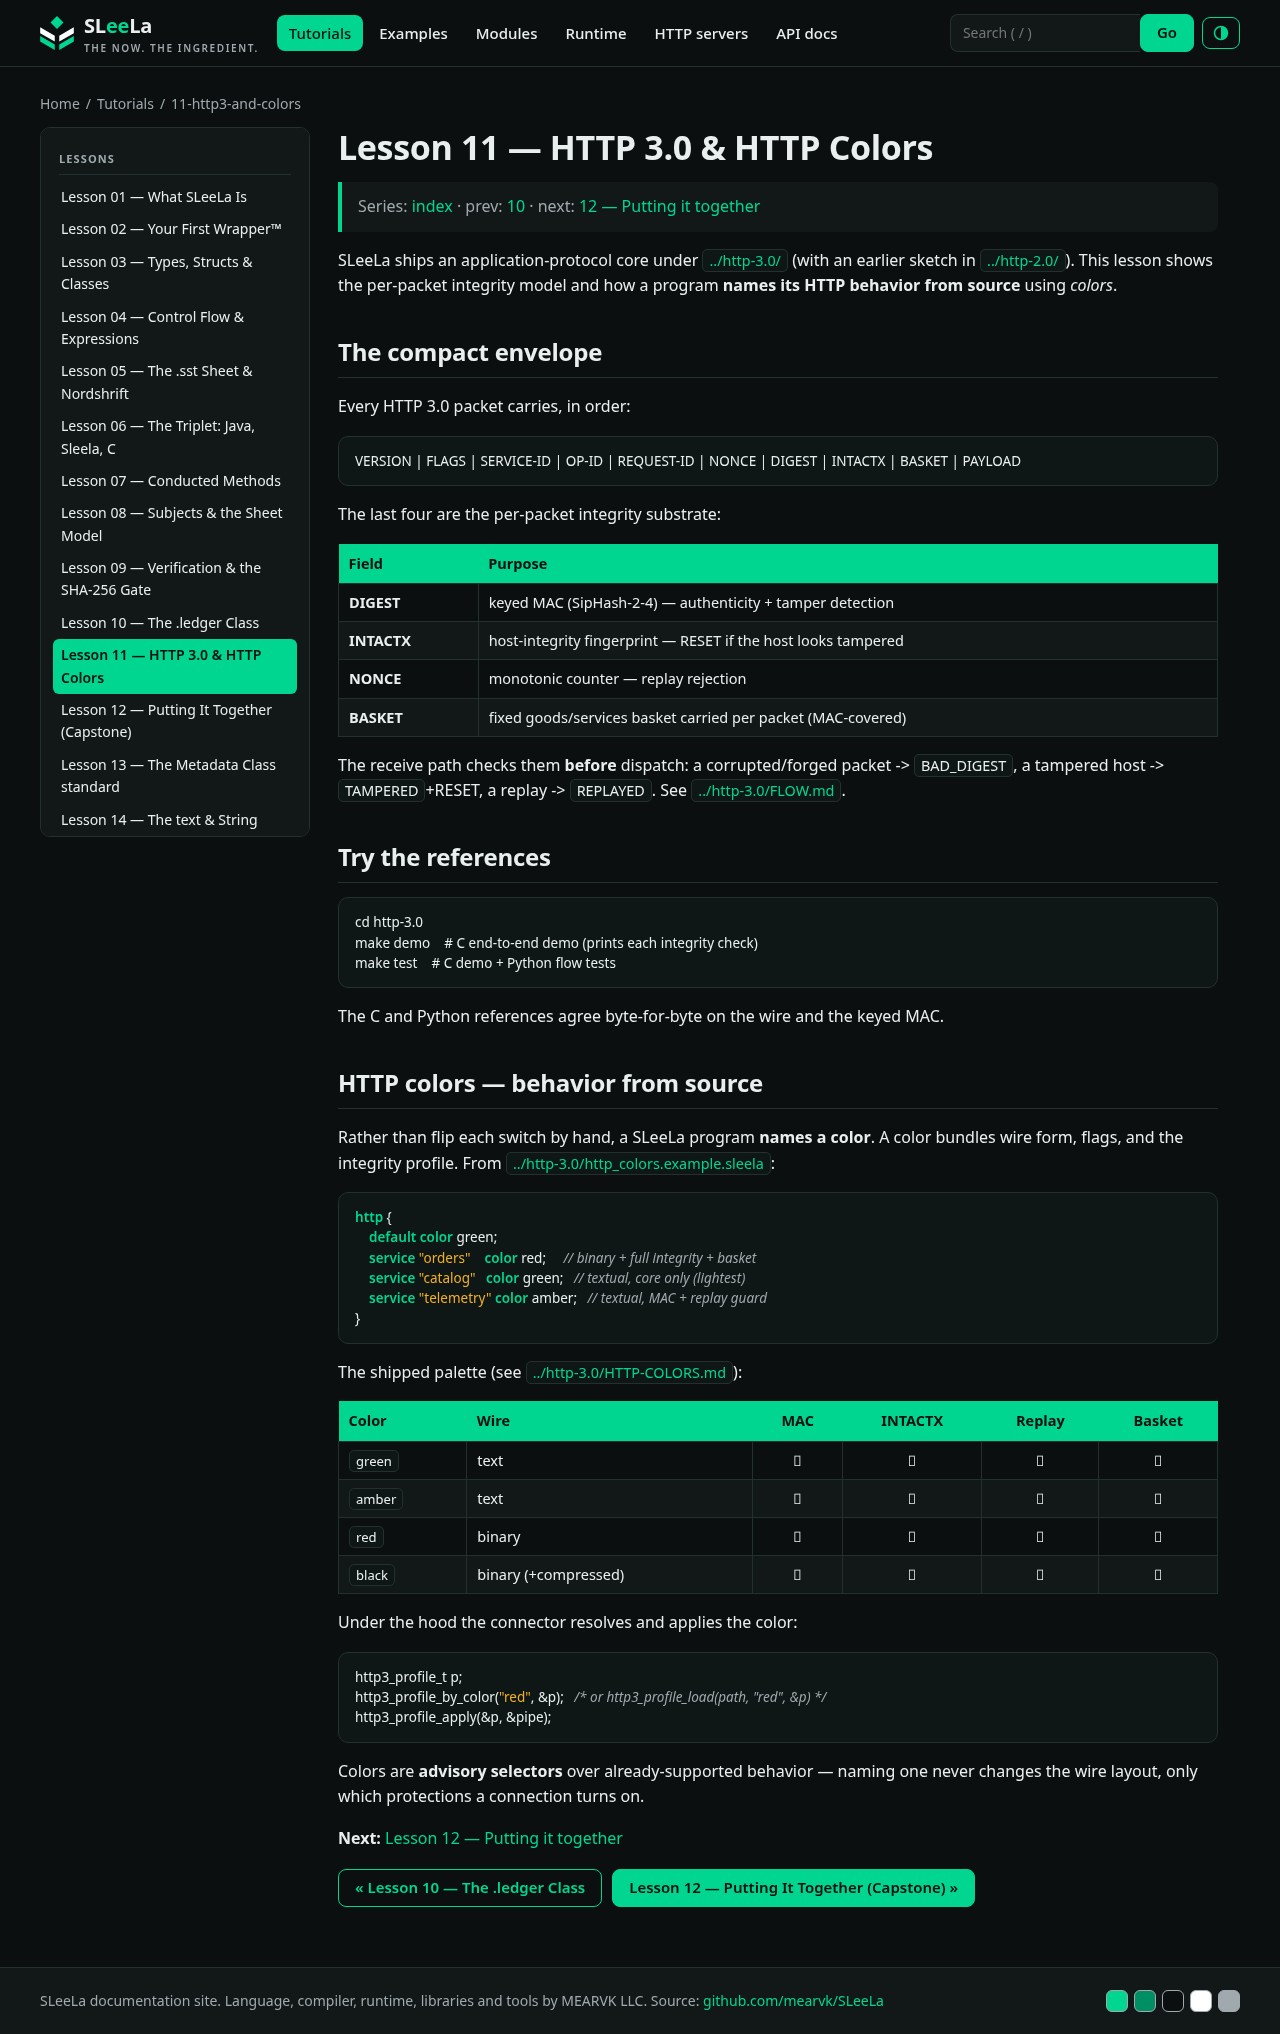 SLeeLa
THE NOW. THE INGREDIENT.
Tutorials Examples Modules Runtime HTTP servers API docs
Search ( / ) Go
Home / Tutorials / 11-http3-and-colors
LESSONS
Lesson 01 — What SLeeLa Is
Lesson 02 — Your First Wrapper™
Lesson 03 — Types, Structs &
Classes
Lesson 04 — Control Flow &
Expressions
Lesson 05 — The .sst Sheet &
Nordshrift
Lesson 06 — The Triplet: Java,
Sleela, C
Lesson 07 — Conducted Methods
Lesson 08 — Subjects & the Sheet
Model
Lesson 09 — Verification & the
SHA-256 Gate
Lesson 10 — The .ledger Class
Lesson 11 — HTTP 3.0 & HTTP
Colors
Lesson 12 — Putting It Together
(Capstone)
Lesson 13 — The Metadata Class
standard
Lesson 14 — The text & String
Lesson 11 — HTTP 3.0 & HTTP Colors
Series: index · prev: 10 · next: 12 — Putting it together
SLeeLa ships an application-protocol core under ../http-3.0/ (with an earlier sketch in ../http-2.0/ ). This lesson shows
the per-packet integrity model and how a program names its HTTP behavior from source using colors.
The compact envelope
Every HTTP 3.0 packet carries, in order:
VERSION | FLAGS | SERVICE-ID | OP-ID | REQUEST-ID | NONCE | DIGEST | INTACTX | BASKET | PAYLOAD
The last four are the per-packet integrity substrate:
Field Purpose
DIGEST keyed MAC (SipHash-2-4) — authenticity + tamper detection
INTACTX host-integrity fingerprint — RESET if the host looks tampered
NONCE monotonic counter — replay rejection
BASKET fixed goods/services basket carried per packet (MAC-covered)
The receive path checks them before dispatch: a corrupted/forged packet -> BAD_DIGEST , a tampered host ->
TAMPERED +RESET, a replay -> REPLAYED . See ../http-3.0/FLOW.md .
Try the references
cd http-3.0
make demo # C end-to-end demo (prints each integrity check)
make test # C demo + Python flow tests
The C and Python references agree byte-for-byte on the wire and the keyed MAC.
HTTP colors — behavior from source
Rather than flip each switch by hand, a SLeeLa program names a color. A color bundles wire form, flags, and the
integrity profile. From ../http-3.0/http_colors.example.sleela :
http {
default color green;
service "orders" color red; // binary + full integrity + basket
service "catalog" color green; // textual, core only (lightest)
service "telemetry" color amber; // textual, MAC + replay guard
}
The shipped palette (see ../http-3.0/HTTP-COLORS.md ):
Color Wire MAC INTACTX Replay Basket
green text
amber text
red binary
black binary (+compressed)
Under the hood the connector resolves and applies the color:
http3_profile_t p;
http3_profile_by_color("red", &p); /* or http3_profile_load(path, "red", &p) */
http3_profile_apply(&p, &pipe);
Colors are advisory selectors over already-supported behavior — naming one never changes the wire layout, only
which protections a connection turns on.
Next: Lesson 12 — Putting it together
« Lesson 10 — The .ledger Class Lesson 12 — Putting It Together (Capstone) »
SLeeLa documentation site. Language, compiler, runtime, libraries and tools by MEARVK LLC. Source: github.com/mearvk/SLeeLa